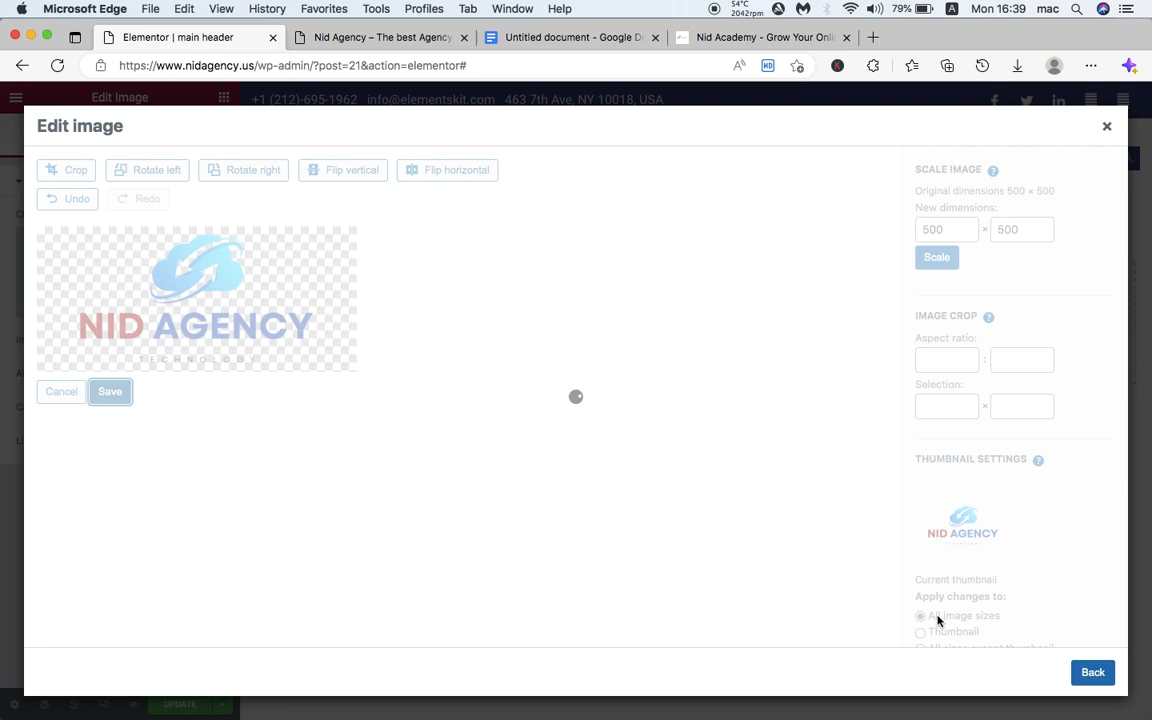 Microsoft Edge File Edit View History Favorites Tools Profiles Tab Window Help 54°C 2042rpm 79% A Mon 16:39 mac
Elementor | main header × Nid Agency – The best Agency × Untitled document - Google D × Nid Academy - Grow Your Onli × +
https://www.nidagency.us/wp-admin/?post=21&action=elementor#
Edit Image +1 (212)-695-1962 info@elementskit.com 463 7th Ave, NY 10018, USA
Edit image ×
Crop Rotate left Rotate right Flip vertical Flip horizontal
Undo Redo
NID AGENCY
TECHNOLOGY
Cancel Save
SCALE IMAGE ?
Original dimensions 500 × 500
New dimensions:
500 × 500
Scale
IMAGE CROP ?
Aspect ratio:
:
Selection:
×
THUMBNAIL SETTINGS ?
NID AGENCY
Current thumbnail
Apply changes to:
All image sizes
Thumbnail
All sizes except thumbnail
Back
UPDATE